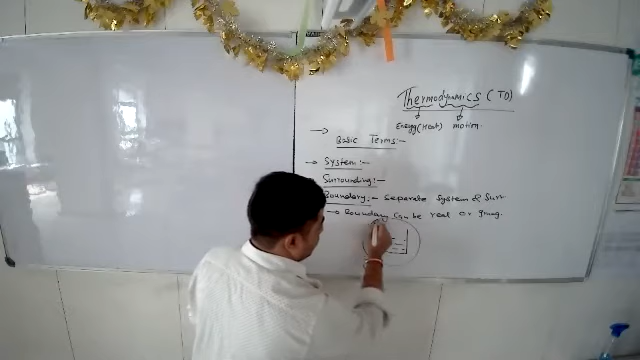 Thermodynamics (TD)
Energy(Heat) motion.
→
Basic Terms:-
→ System:-
Surrounding:-
Boundary:- Separate System & Surr
→ Boundary can be real or Imag.